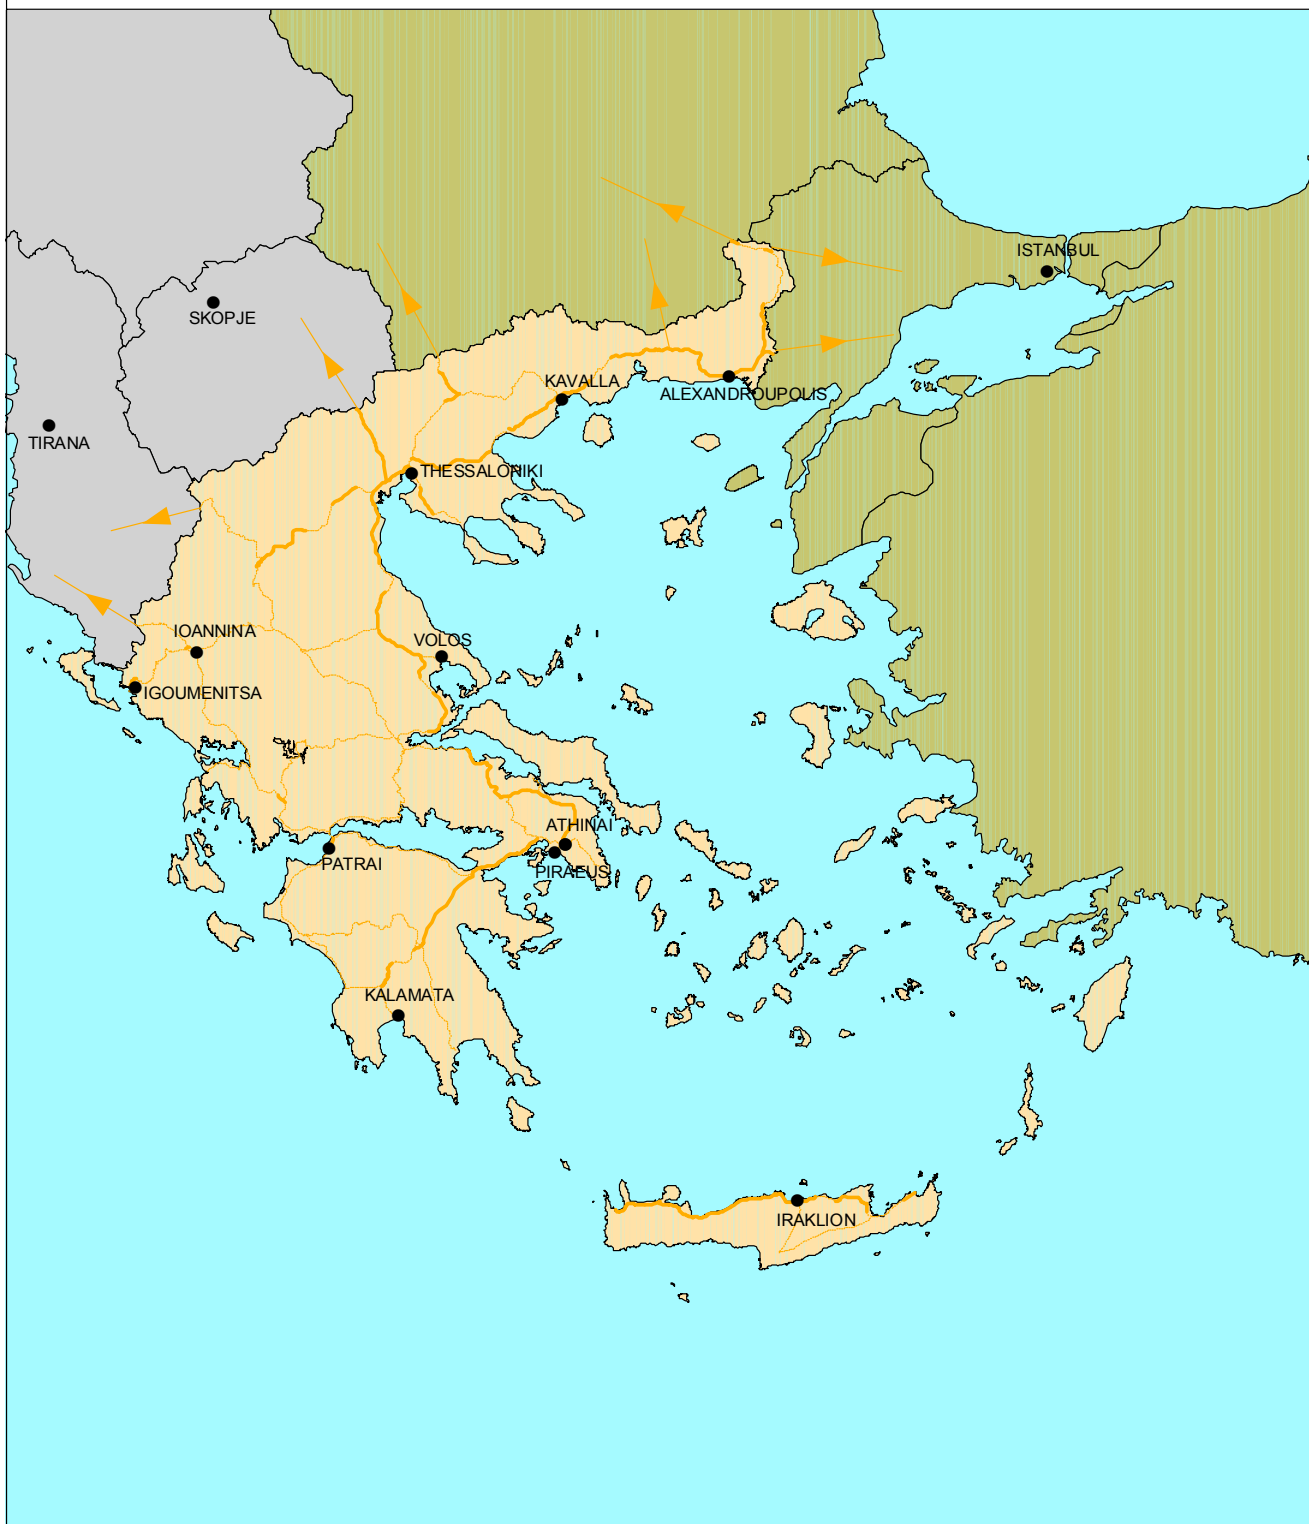 ISTANBUL
SKOPJE
KAVALLA
ALEXANDROUPOLIS
TIRANA
THESSALONIKI
IOANNINA
VOLOS
IGOUMENITSA
ATHINAI
PATRAI
PIRAEUS
KALAMATA
IRAKLION